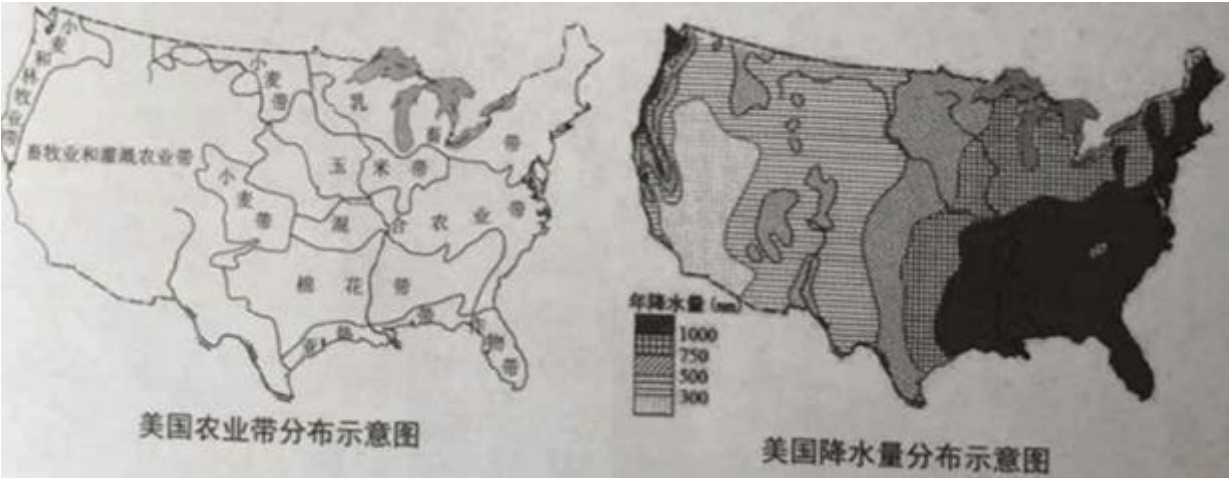 小麦和林牧业带
小麦带
乳畜带
畜牧业和灌溉农业带
玉米带
小麦带
混合农业带
棉花带
亚热带作物带
美国农业带分布示意图
年降水量(mm)
1000
750
500
300
美国降水量分布示意图